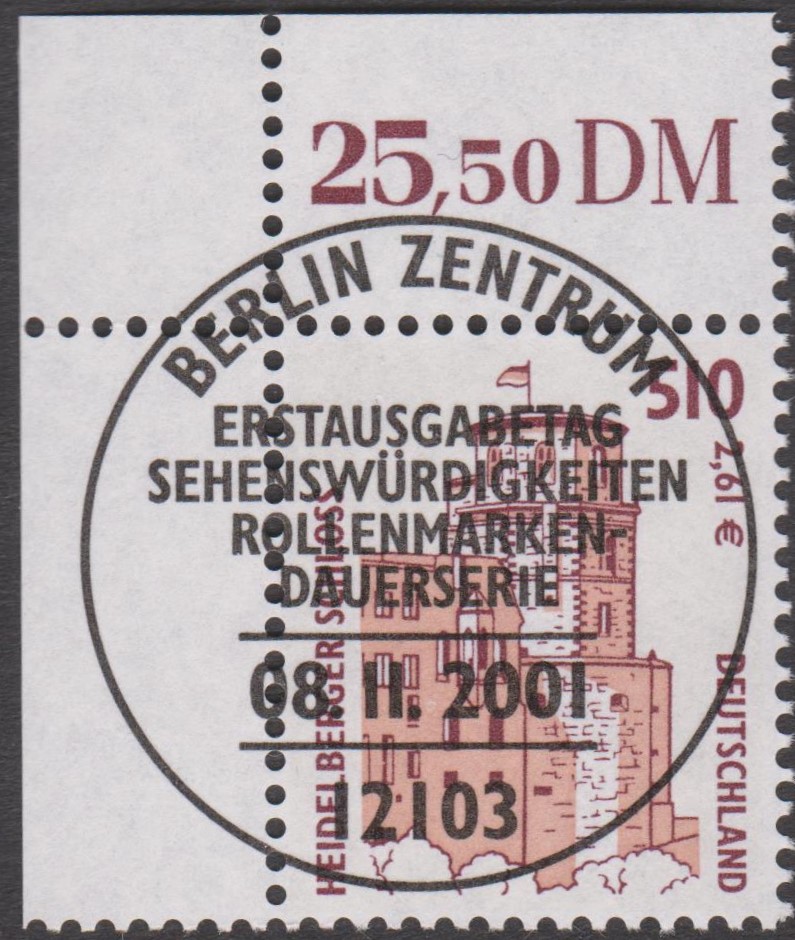 25,50 DM
BERLIN ZENTRUM
510
2,61 €
ERSTAUSGABETAG
SEHENSWÜRDIGKEITEN
ROLLENMARKEN-
DAUERSERIE
08.11.2001
12103
HEIDELBERGER SCHLOSS
DEUTSCHLAND